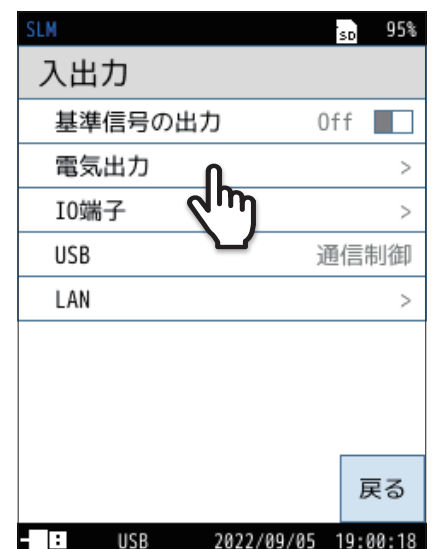 SLM SD 95%
入出力
基準信号の出力 Off
電気出力 >
IO端子 >
USB 通信制御
LAN >
戻る
USB 2022/09/05 19:00:18